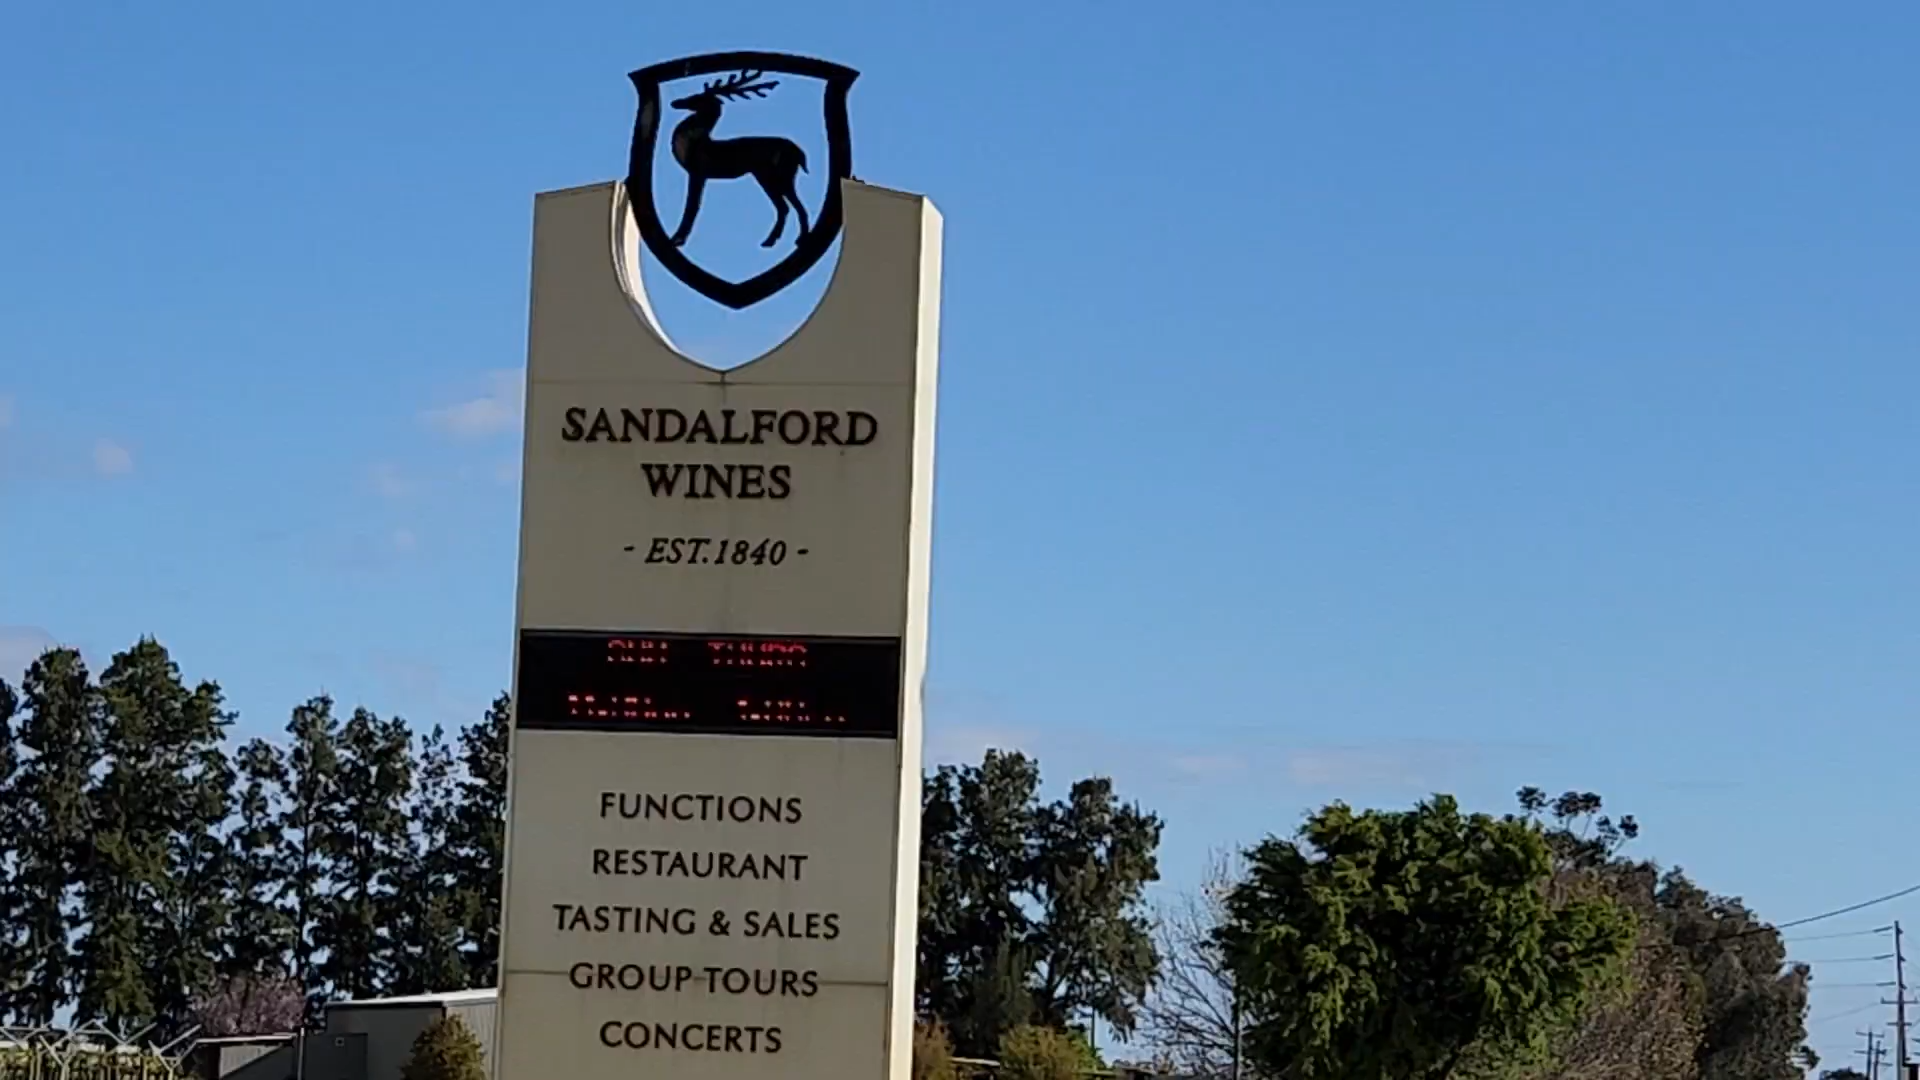 SANDALFORD
WINES
- EST.1840 -
FUNCTIONS
RESTAURANT
TASTING & SALES
GROUP TOURS
CONCERTS